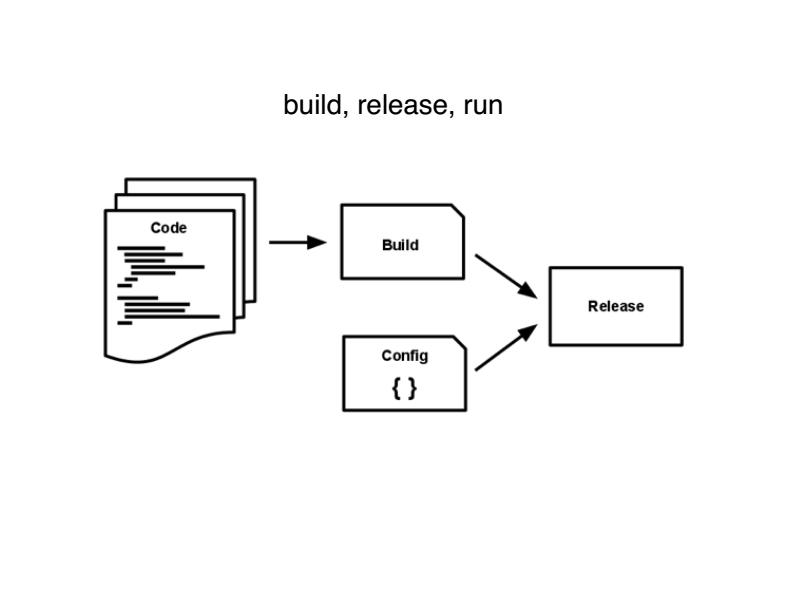 build, release, run
Code
Build
Config
{ }
Release